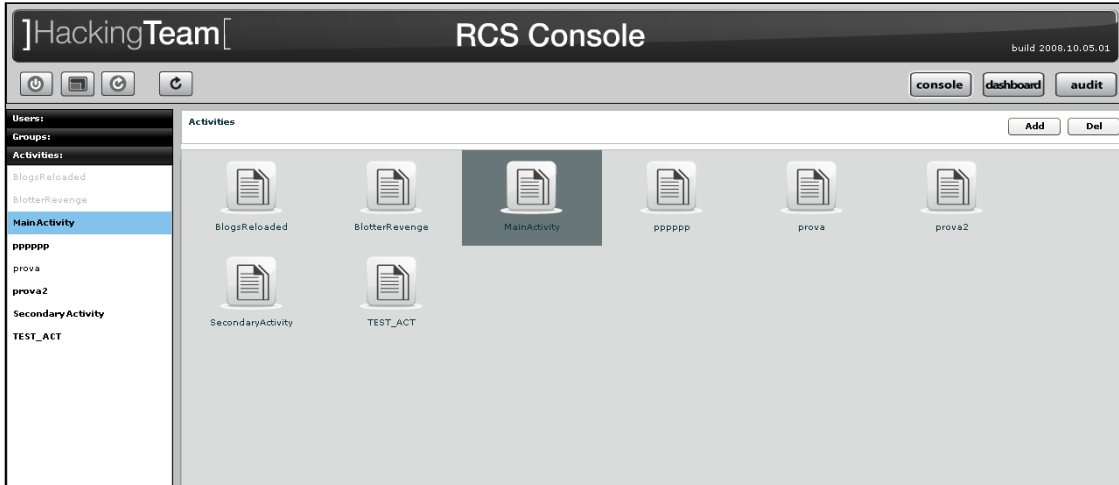 ]HackingTeam[
RCS Console
build 2008.10.05.01
console dashboard audit
Users:
Groups:
Activities:
BlogsReloaded
BlotterRevenge
MainActivity
pppppp
prova
prova2
SecondaryActivity
TEST_ACT
Activities
Add Del
BlogsReloaded BlotterRevenge MainActivity pppppp prova prova2
SecondaryActivity TEST_ACT